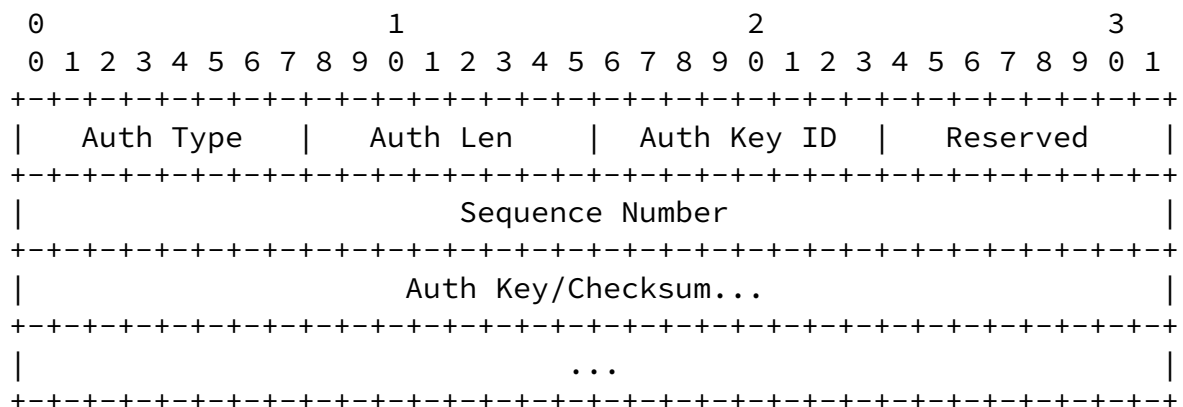 0                   1                   2                   3
 0 1 2 3 4 5 6 7 8 9 0 1 2 3 4 5 6 7 8 9 0 1 2 3 4 5 6 7 8 9 0 1
+-+-+-+-+-+-+-+-+-+-+-+-+-+-+-+-+-+-+-+-+-+-+-+-+-+-+-+-+-+-+-+-+
|   Auth Type   |   Auth Len    |  Auth Key ID  |   Reserved    |
+-+-+-+-+-+-+-+-+-+-+-+-+-+-+-+-+-+-+-+-+-+-+-+-+-+-+-+-+-+-+-+-+
|                        Sequence Number                        |
+-+-+-+-+-+-+-+-+-+-+-+-+-+-+-+-+-+-+-+-+-+-+-+-+-+-+-+-+-+-+-+-+
|                     Auth Key/Checksum...                      |
+-+-+-+-+-+-+-+-+-+-+-+-+-+-+-+-+-+-+-+-+-+-+-+-+-+-+-+-+-+-+-+-+
|                              ...                              |
+-+-+-+-+-+-+-+-+-+-+-+-+-+-+-+-+-+-+-+-+-+-+-+-+-+-+-+-+-+-+-+-+